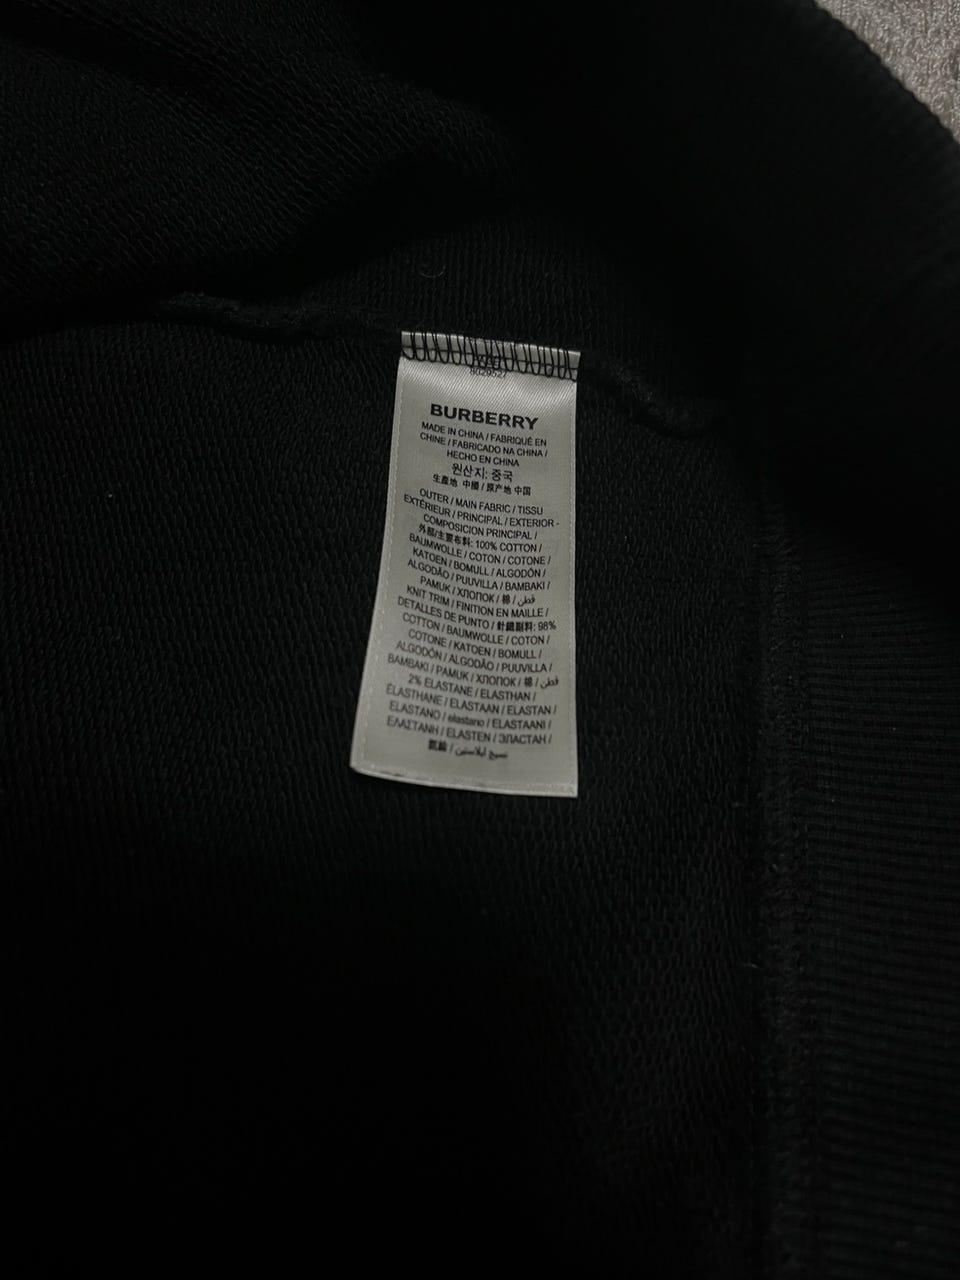 8029527
BURBERRY
MADE IN CHINA / FABRIQUÉ EN
CHINE / FABRICADO NA CHINA /
HECHO EN CHINA
원산지: 중국
生產地 中國 / 原产地 中国
OUTER / MAIN FABRIC / TISSU
EXTÉRIEUR / PRINCIPAL / EXTERIOR -
COMPOSICION PRINCIPAL /
外部/主要布料: 100% COTTON /
BAUMWOLLE / COTON / COTONE /
KATOEN / BOMULL / ALGODÓN /
ALGODÃO / PUUVILLA / BAMBAKI /
PAMUK / ХЛОПОК / 棉 / قطن
KNIT TRIM / FINITION EN MAILLE /
DETALLES DE PUNTO / 針織副料: 98%
COTTON / BAUMWOLLE / COTON /
COTONE / KATOEN / BOMULL /
ALGODÓN / ALGODÃO / PUUVILLA /
BAMBAKI / PAMUK / ХЛОПОК / 棉 / قطن
2% ELASTANE / ELASTHAN /
ÉLASTHANNE / ELASTAAN / ELASTAN /
ELASTANO / elastano / ELASTAANI /
ΕΛΑΣΤΑΝΗ / ELASTEN / ЭЛАСТАН /
氨綸 / نسيج إيلاستين